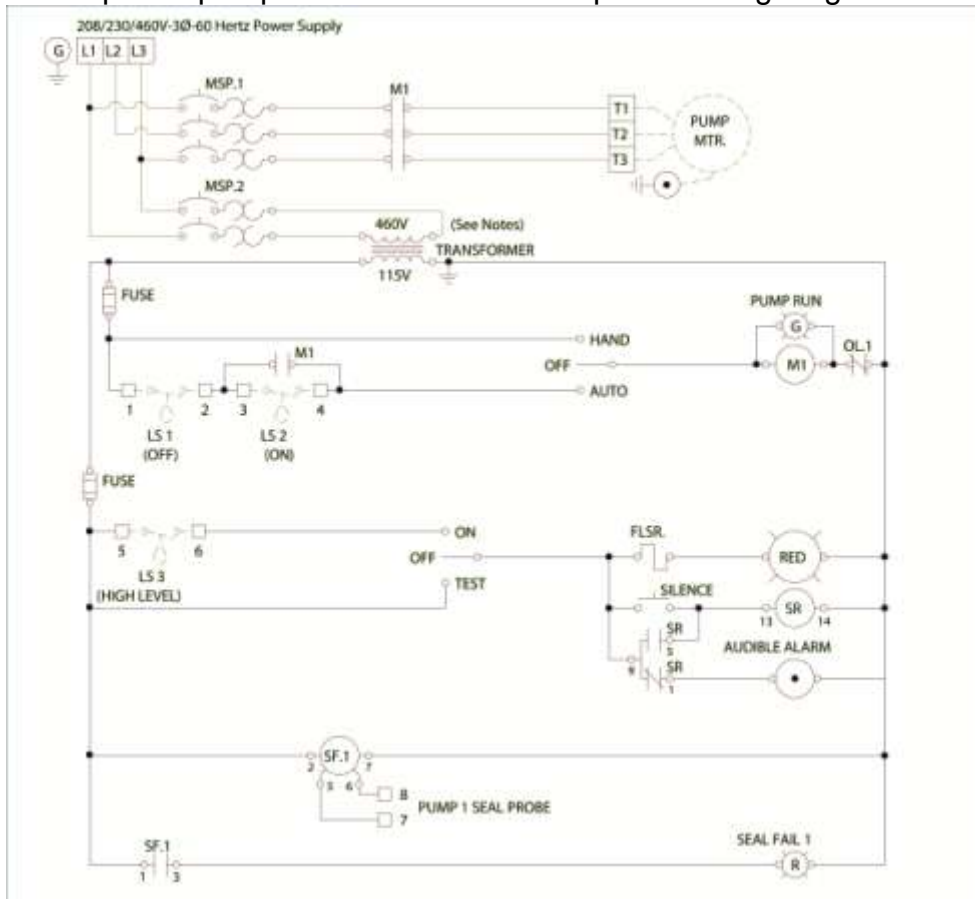 208/230/460V-3Ø-60 Hertz Power Supply
G L1 L2 L3
MSP.1
M1
T1
T2
T3
PUMP
MTR.
MSP.2
460V
(See Notes)
TRANSFORMER
115V
FUSE
PUMP RUN
G
HAND
OL.1
M1
OFF
M1
AUTO
1 2 3 4
LS 1
(OFF)
LS 2
(ON)
FUSE
ON
FLSR.
5 6
OFF
RED
LS 3
(HIGH LEVEL)
TEST
SILENCE
SR
13 14
SR
5
AUDIBLE ALARM
9
SR
1
SF.1
2 7
5 6
8
PUMP 1 SEAL PROBE
7
SF.1
1 3
SEAL FAIL 1
R